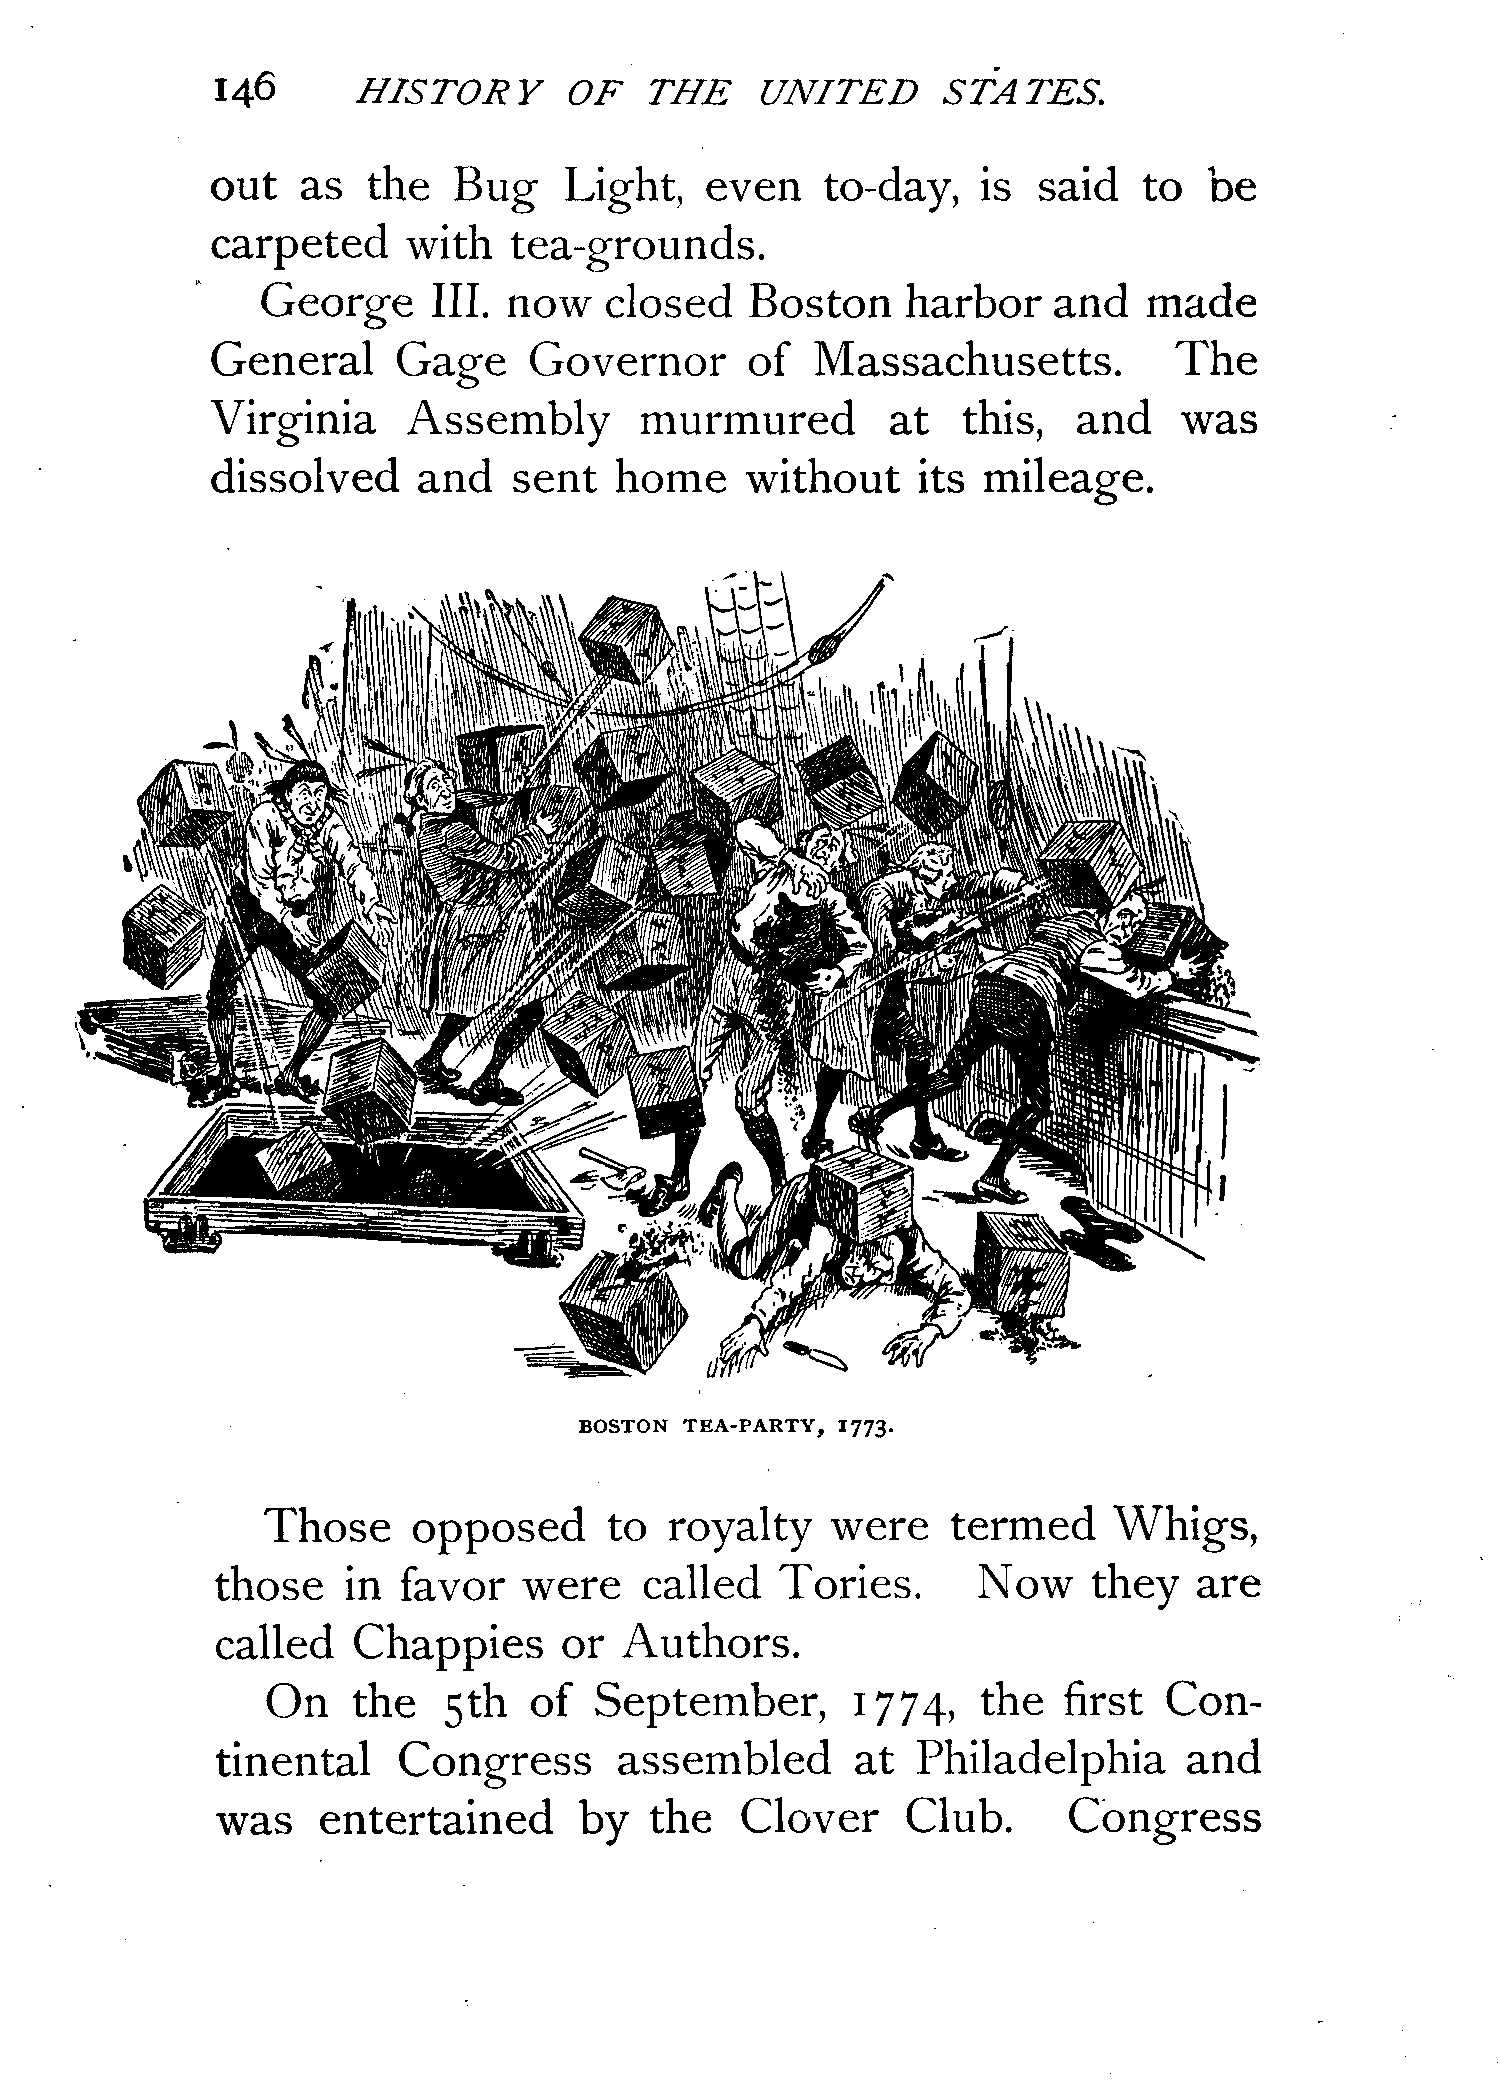 146 HISTORY OF THE UNITED STATES.
out as the Bug Light, even to-day, is said to be
carpeted with tea-grounds.
George III. now closed Boston harbor and made
General Gage Governor of Massachusetts. The
Virginia Assembly murmured at this, and was
dissolved and sent home without its mileage.
BOSTON TEA-PARTY, 1773.
Those opposed to royalty were termed Whigs,
those in favor were called Tories. Now they are
called Chappies or Authors.
On the 5th of September, 1774, the first Con-
tinental Congress assembled at Philadelphia and
was entertained by the Clover Club. Congress